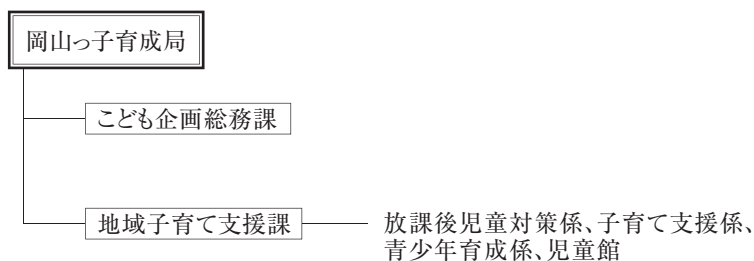 岡山っ子育成局
こども企画総務課
地域子育て支援課
放課後児童対策係、子育て支援係、
青少年育成係、児童館